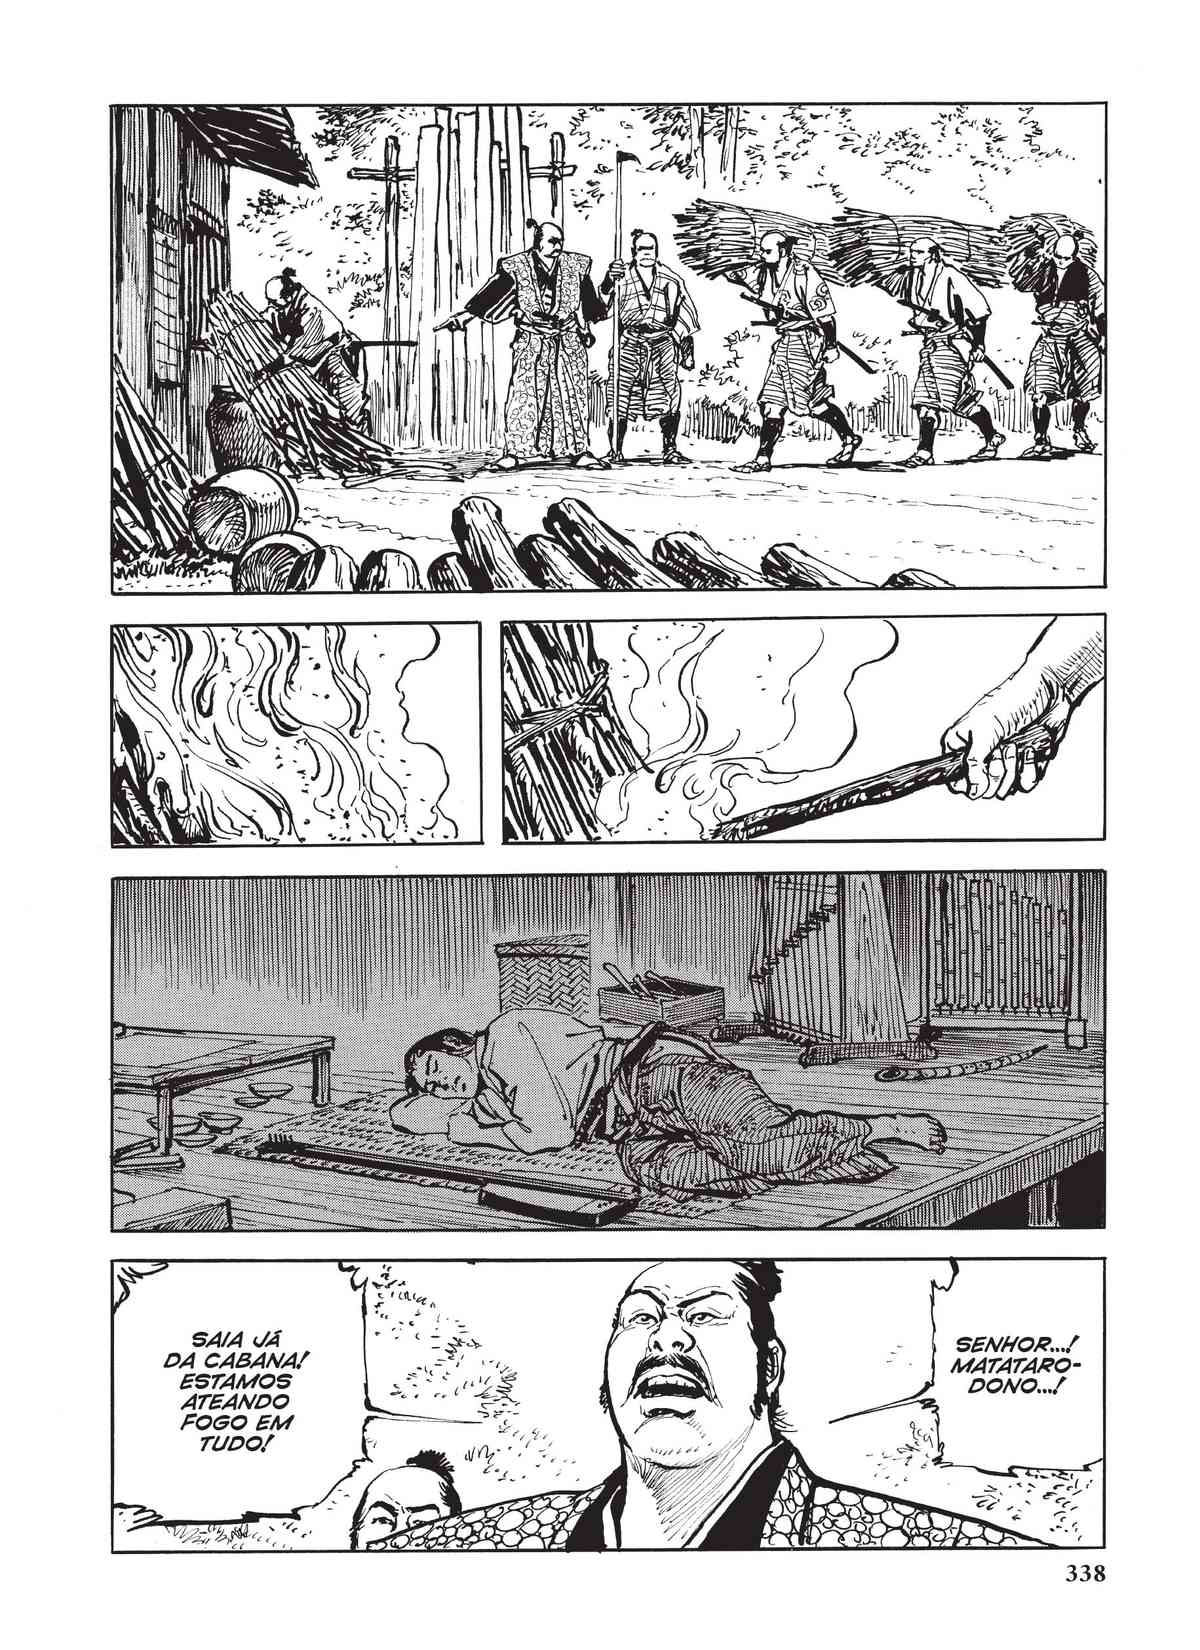 SENHOR...!
MATATARO-
DONO...!
SAIA JÁ
DA CABANA!
ESTAMOS
ATEANDO
FOGO EM
TUDO!
338